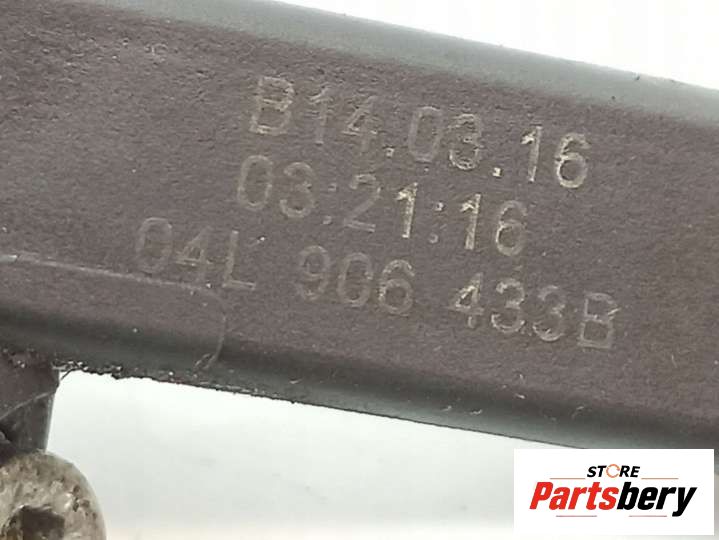 B14.03.16
03:21:16
04L 906 433B
STORE
Partsbery